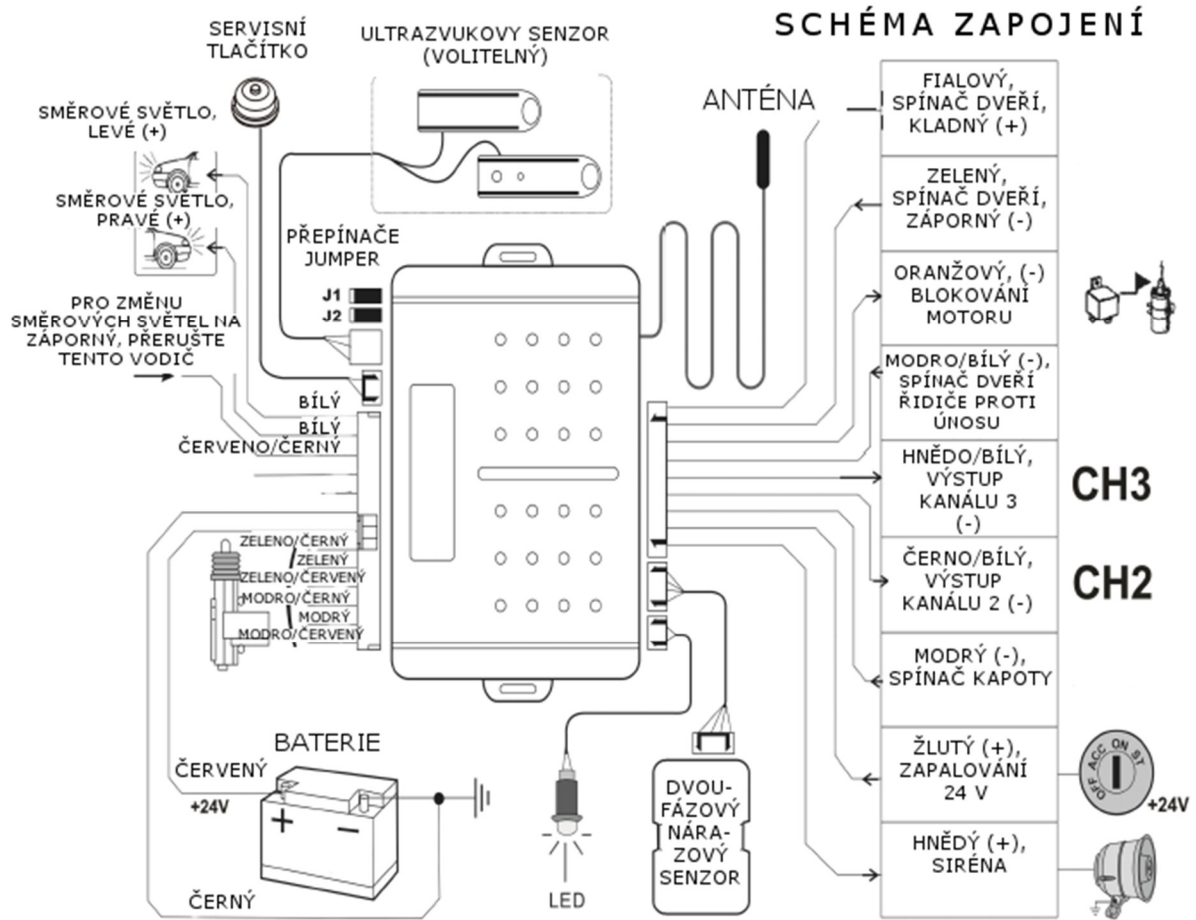 SCHÉMA ZAPOJENÍ
SERVISNÍ
TLAČÍTKO
ULTRAZVUKOVY SENZOR
(VOLITELNÝ)
SMĚROVÉ SVĚTLO,
LEVÉ (+)
SMĚROVÉ SVĚTLO,
PRAVÉ (+)
PŘEPÍNAČE
JUMPER
J1
J2
PRO ZMĚNU
SMĚROVÝCH SVĚTEL NA
ZÁPORNÝ, PŘERUŠTE
TENTO VODIČ
BÍLÝ
BÍLÝ
ČERVENO/ČERNÝ
ZELENO/ČERNÝ
ZELENÝ
ZELENO/ČERVENÝ
MODRO/ČERNÝ
MODRÝ
MODRO/ČERVENÝ
BATERIE
ČERVENÝ
+24V
+
–
ČERNÝ
LED
DVOU-
FÁZOVÝ
NÁRA-
ZOVÝ
SENZOR
ANTÉNA
FIALOVÝ,
SPÍNAČ DVEŘÍ,
KLADNÝ (+)
ZELENÝ,
SPÍNAČ DVEŘÍ,
ZÁPORNÝ (-)
ORANŽOVÝ, (-)
BLOKOVÁNÍ
MOTORU
MODRO/BÍLÝ (-),
SPÍNAČ DVEŘÍ
ŘIDIČE PROTI
ÚNOSU
HNĚDO/BÍLÝ,
VÝSTUP
KANÁLU 3
(-)
CH3
ČERNO/BÍLÝ,
VÝSTUP
KANÁLU 2 (-)
CH2
MODRÝ (-),
SPÍNAČ KAPOTY
ŽLUTÝ (+),
ZAPALOVÁNÍ
24 V
OFF ACC ON ST
+24V
HNĚDÝ (+),
SIRÉNA